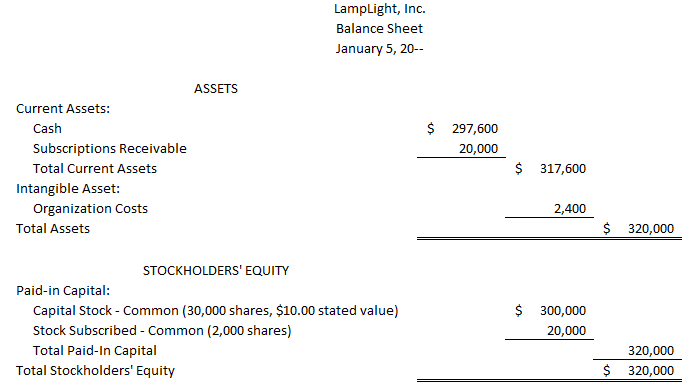 LampLight, Inc.
Balance Sheet
January 5, 20--
ASSETS
Current Assets:
Cash $ 297,600
Subscriptions Receivable 20,000
Total Current Assets $ 317,600
Intangible Asset:
Organization Costs 2,400
Total Assets $ 320,000
STOCKHOLDERS' EQUITY
Paid-in Capital:
Capital Stock - Common (30,000 shares, $10.00 stated value) $ 300,000
Stock Subscribed - Common (2,000 shares) 20,000
Total Paid-In Capital 320,000
Total Stockholders' Equity $ 320,000